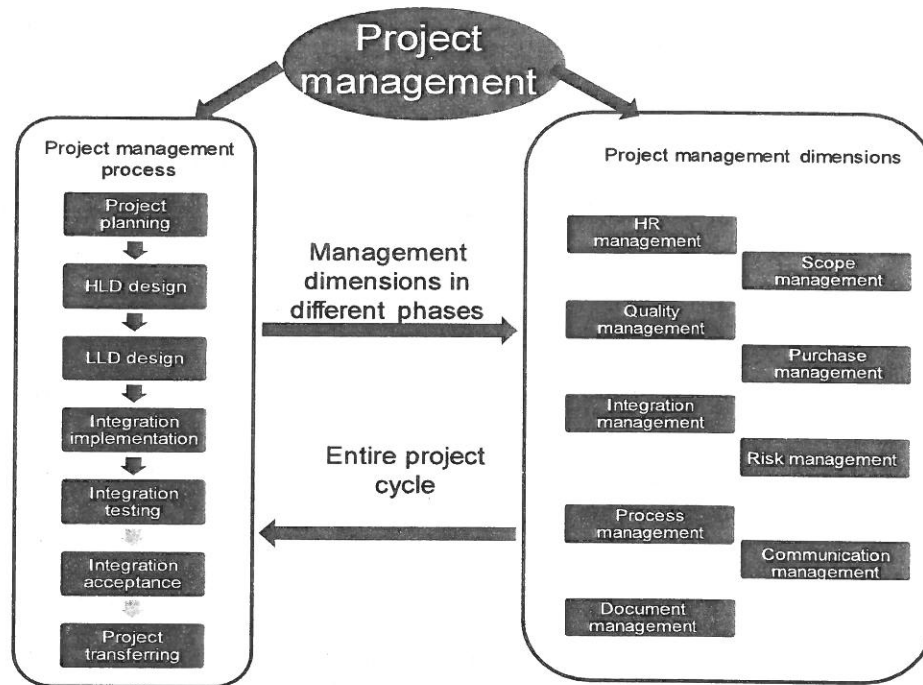 Project
management
Project management
process
Project
planning
HLD design
LLD design
Integration
implementation
Integration
testing
Integration
acceptance
Project
transferring
Management
dimensions in
different phases
Entire project
cycle
Project management dimensions
HR
management
Scope
management
Quality
management
Purchase
management
Integration
management
Risk management
Process
management
Communication
management
Document
management